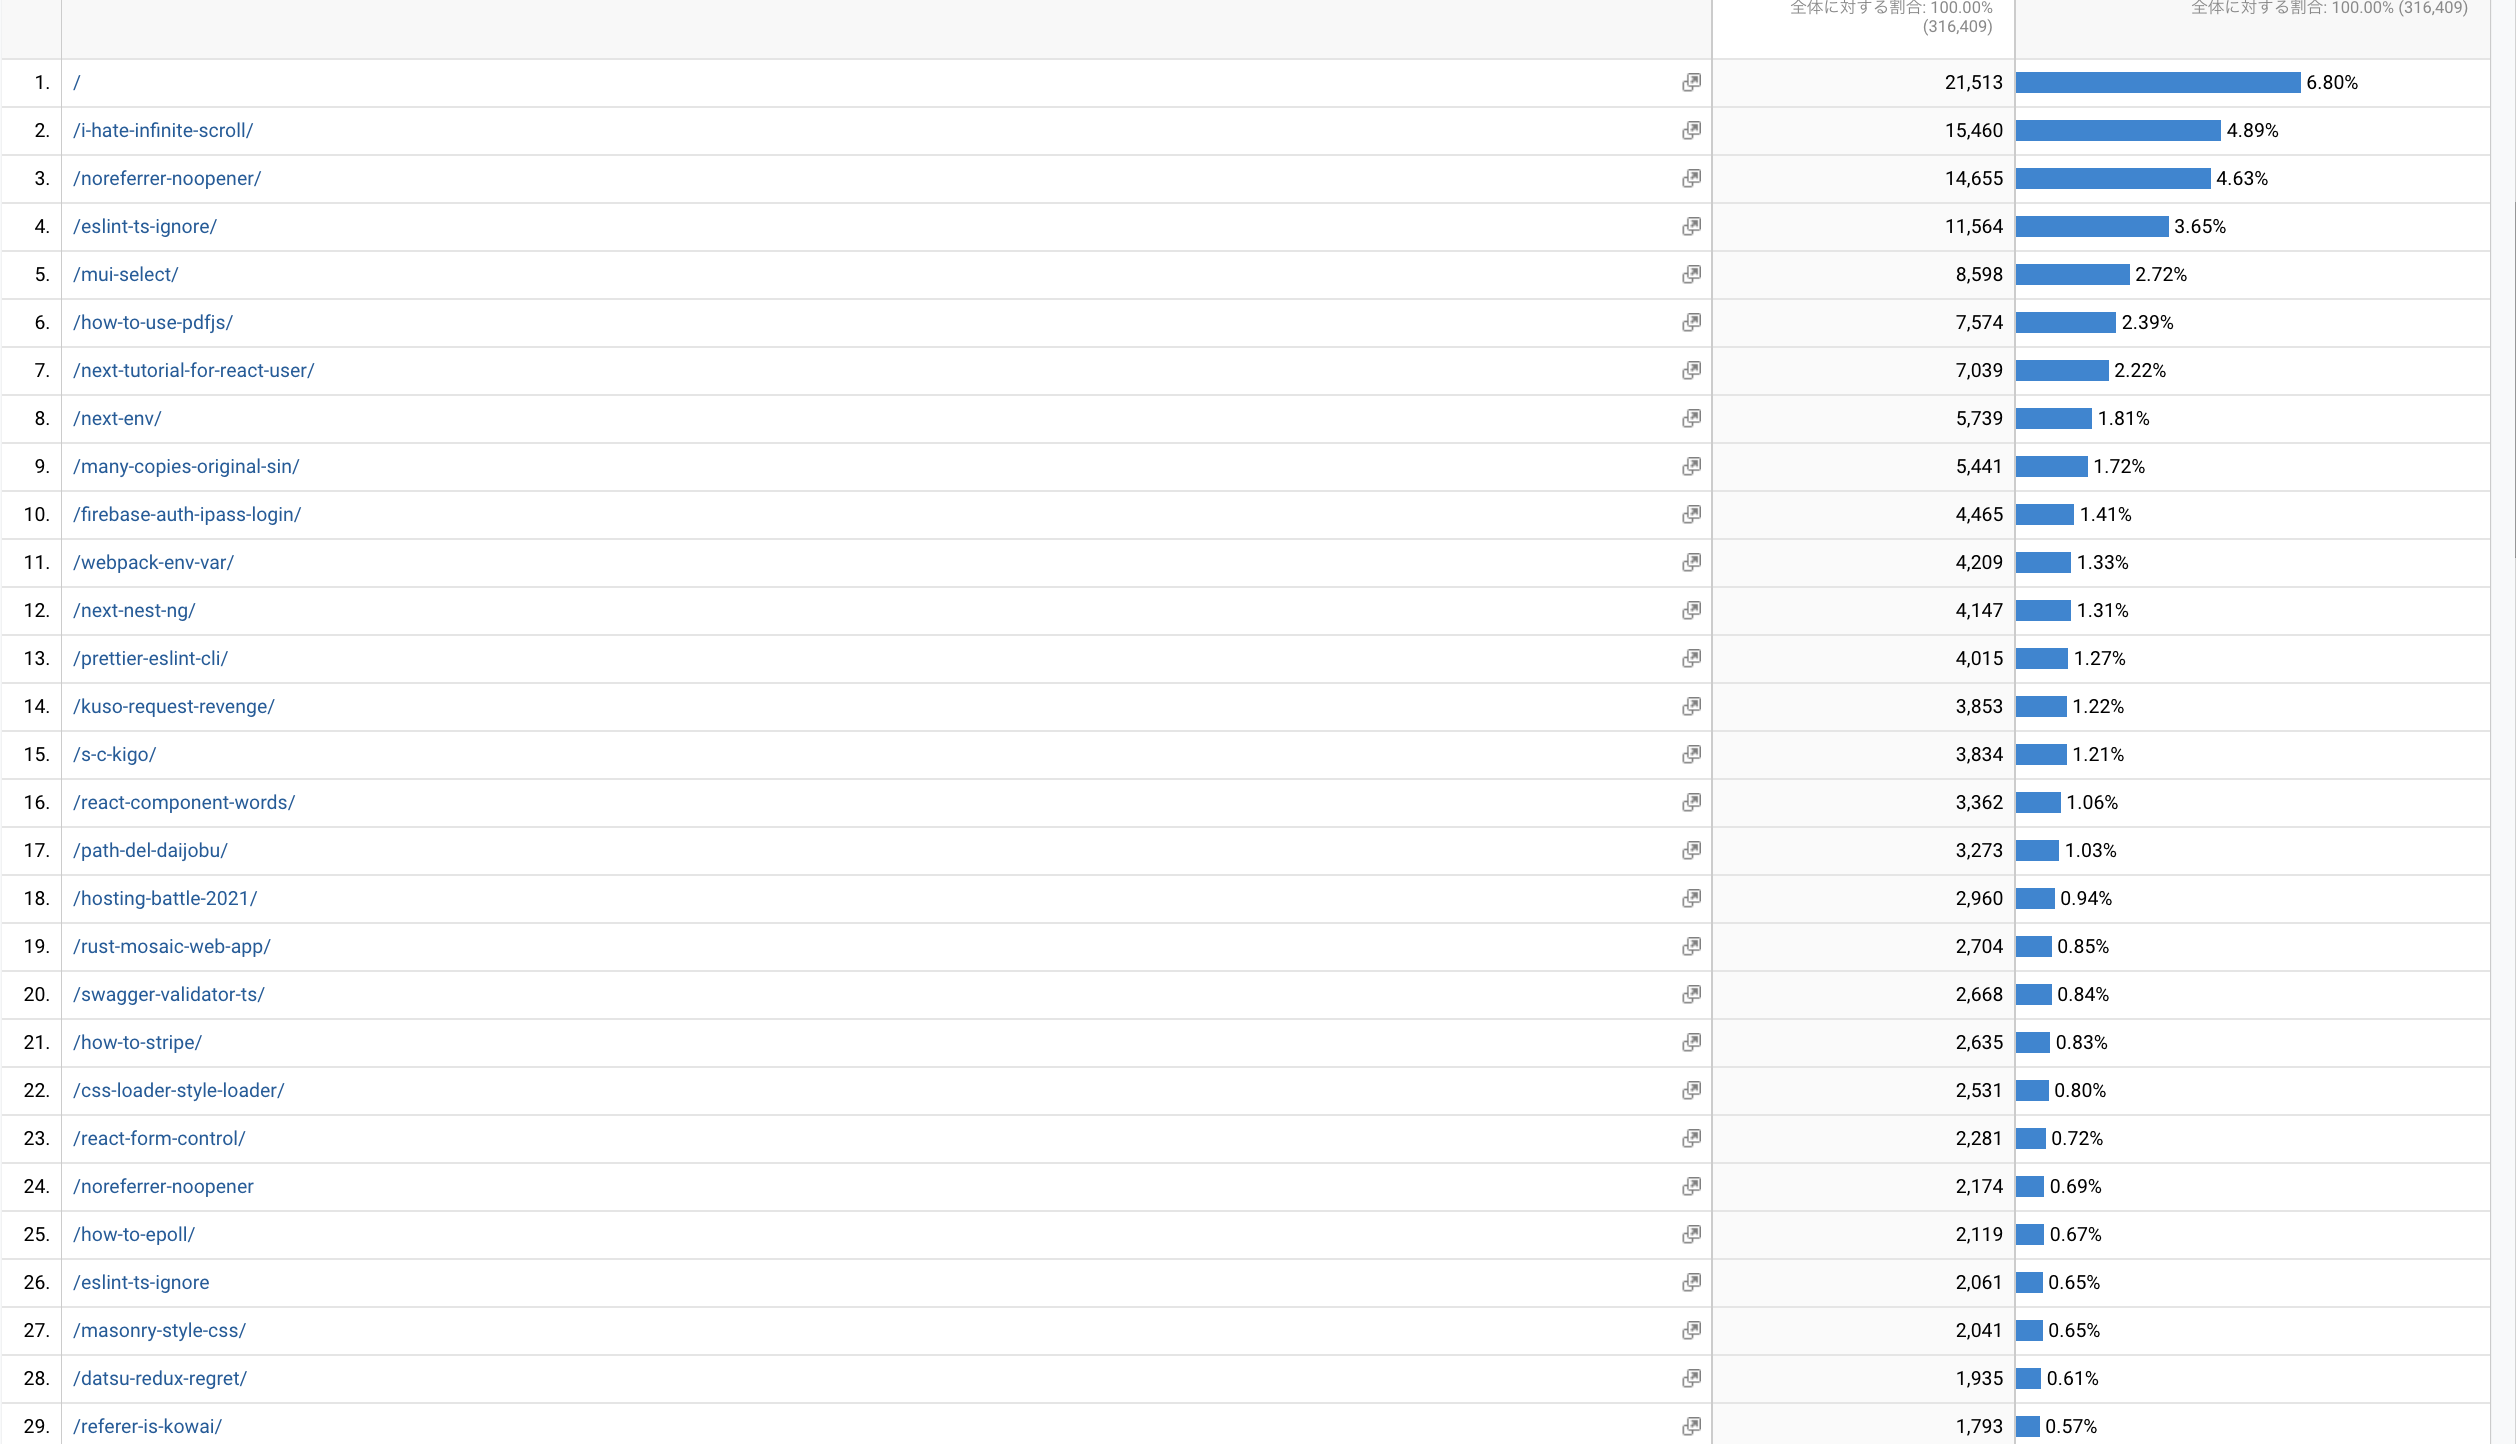 全体に対する割合: 100.00%
(316,409)
全体に対する割合: 100.00% (316,409)
1. / 21,513 6.80%
2. /i-hate-infinite-scroll/ 15,460 4.89%
3. /noreferrer-noopener/ 14,655 4.63%
4. /eslint-ts-ignore/ 11,564 3.65%
5. /mui-select/ 8,598 2.72%
6. /how-to-use-pdfjs/ 7,574 2.39%
7. /next-tutorial-for-react-user/ 7,039 2.22%
8. /next-env/ 5,739 1.81%
9. /many-copies-original-sin/ 5,441 1.72%
10. /firebase-auth-ipass-login/ 4,465 1.41%
11. /webpack-env-var/ 4,209 1.33%
12. /next-nest-ng/ 4,147 1.31%
13. /prettier-eslint-cli/ 4,015 1.27%
14. /kuso-request-revenge/ 3,853 1.22%
15. /s-c-kigo/ 3,834 1.21%
16. /react-component-words/ 3,362 1.06%
17. /path-del-daijobu/ 3,273 1.03%
18. /hosting-battle-2021/ 2,960 0.94%
19. /rust-mosaic-web-app/ 2,704 0.85%
20. /swagger-validator-ts/ 2,668 0.84%
21. /how-to-stripe/ 2,635 0.83%
22. /css-loader-style-loader/ 2,531 0.80%
23. /react-form-control/ 2,281 0.72%
24. /noreferrer-noopener 2,174 0.69%
25. /how-to-epoll/ 2,119 0.67%
26. /eslint-ts-ignore 2,061 0.65%
27. /masonry-style-css/ 2,041 0.65%
28. /datsu-redux-regret/ 1,935 0.61%
29. /referer-is-kowai/ 1,793 0.57%